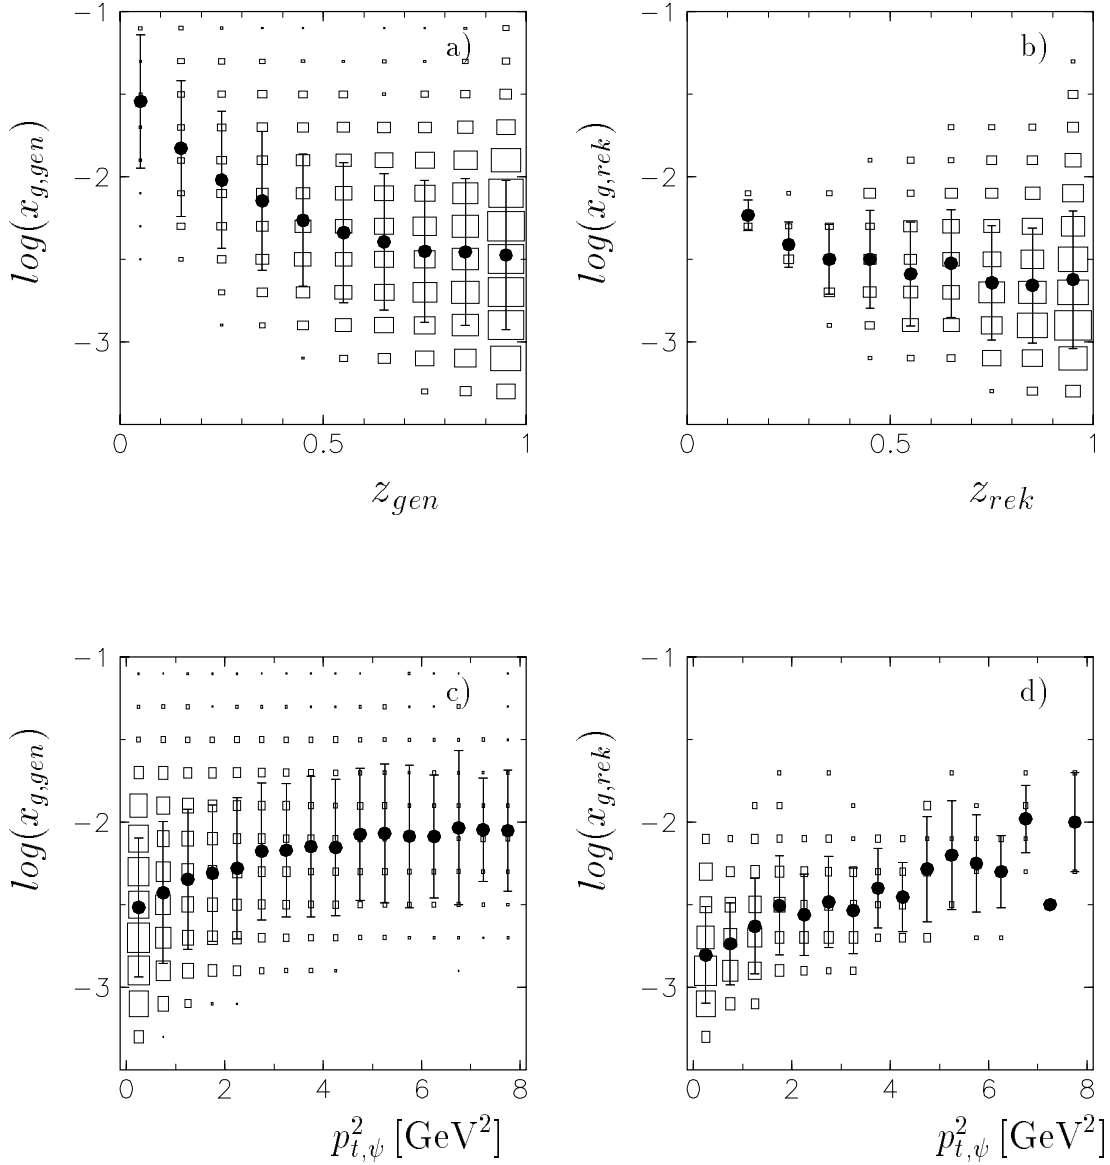 −1
−2
−3
log(x_{g,gen})
a)
0
0.5
1
z_{gen}
−1
−2
−3
log(x_{g,rek})
b)
0
0.5
1
z_{rek}
−1
−2
−3
log(x_{g,gen})
c)
0
2
4
6
8
p^2_{t,ψ} [GeV^2]
−1
−2
−3
log(x_{g,rek})
d)
0
2
4
6
8
p^2_{t,ψ} [GeV^2]